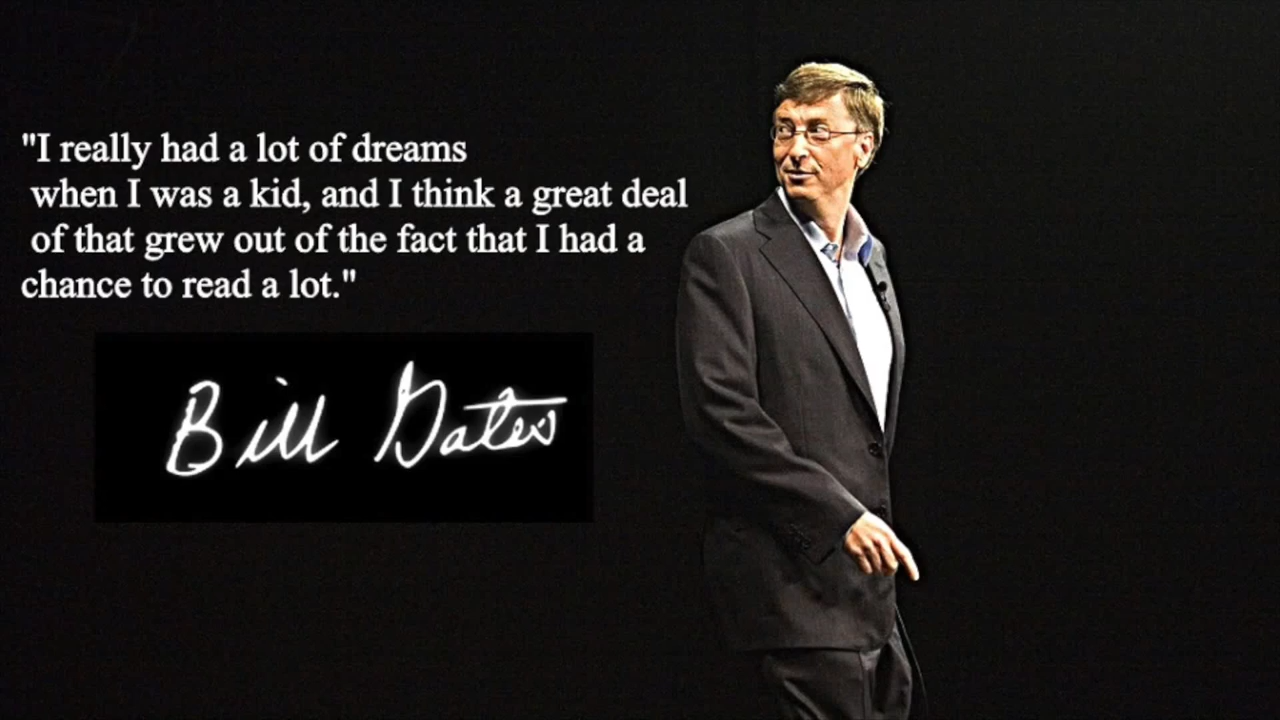 "I really had a lot of dreams
when I was a kid, and I think a great deal
of that grew out of the fact that I had a
chance to read a lot."
Bill Gates